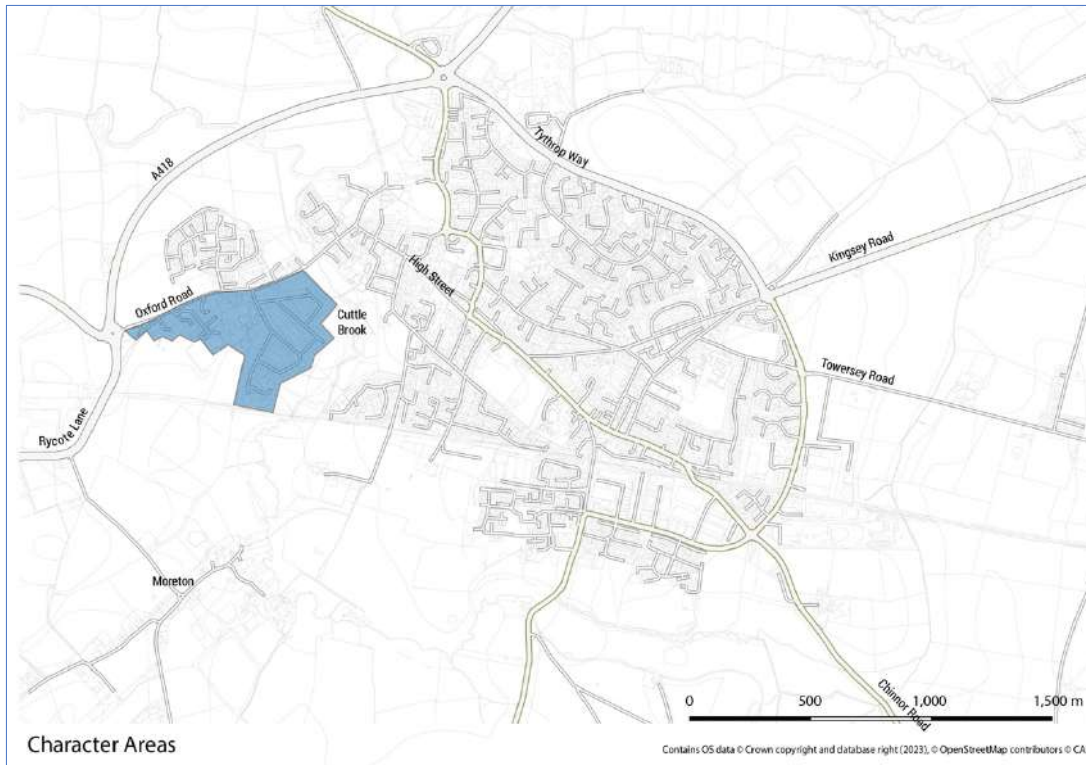 A418
Tythrop Way
Kingsey Road
High Street
Oxford Road
Cuttle
Brook
Towersey Road
Rycote Lane
Moreton
Chinnor Road
0 500 1,000 1,500 m
Character Areas
Contains OS data © Crown copyright and database right (2023), © OpenStreetMap contributors © CA